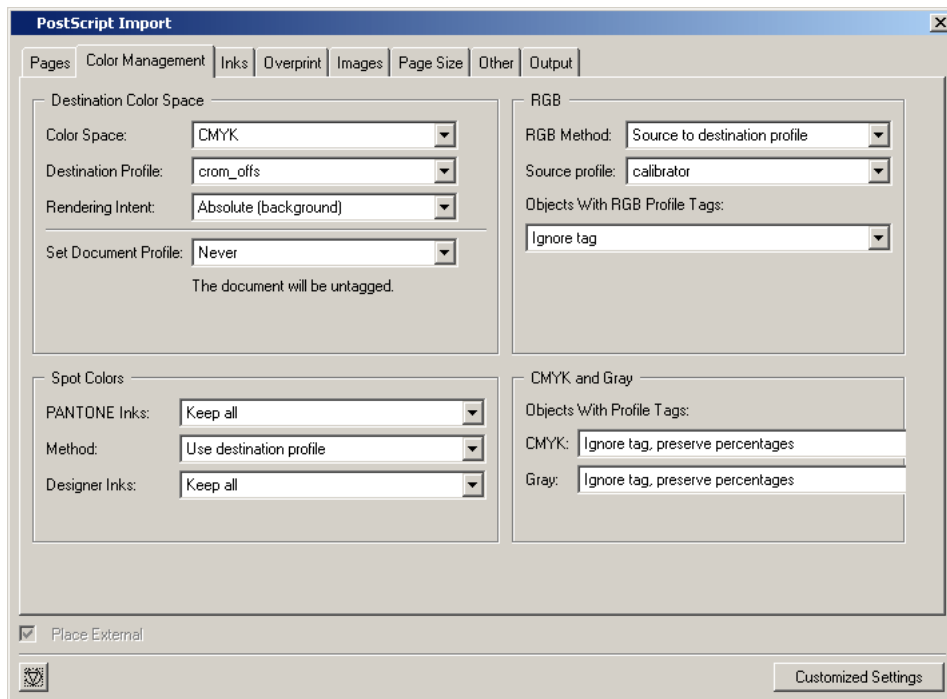 PostScript Import
Pages Color Management Inks Overprint Images Page Size Other Output
Destination Color Space
Color Space: CMYK
Destination Profile: crom_offs
Rendering Intent: Absolute (background)
Set Document Profile: Never
The document will be untagged.
RGB
RGB Method: Source to destination profile
Source profile: calibrator
Objects With RGB Profile Tags:
Ignore tag
Spot Colors
PANTONE Inks: Keep all
Method: Use destination profile
Designer Inks: Keep all
CMYK and Gray
Objects With Profile Tags:
CMYK: Ignore tag, preserve percentages
Gray: Ignore tag, preserve percentages
Place External
Customized Settings